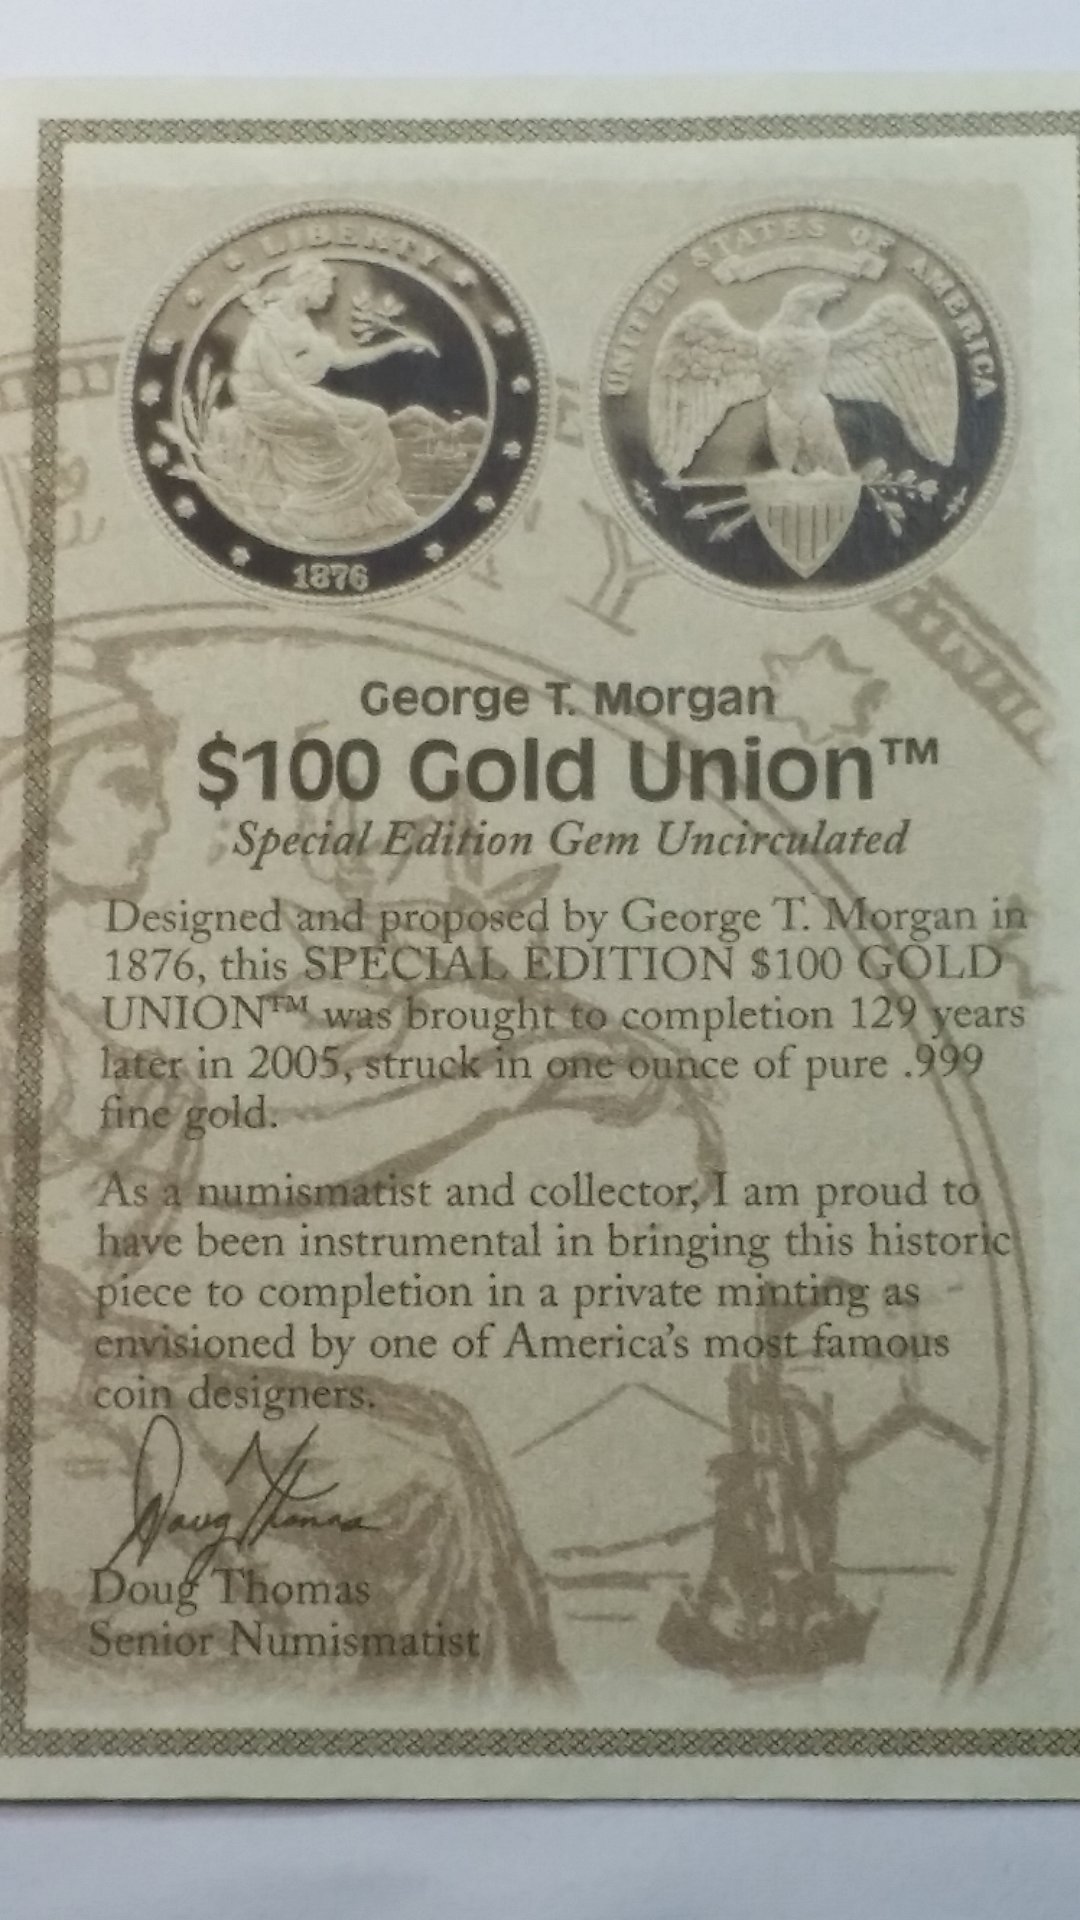 LIBERTY
1876
UNITED STATES OF AMERICA
George T. Morgan
$100 Gold Union™
Special Edition Gem Uncirculated
Designed and proposed by George T. Morgan in
1876, this SPECIAL EDITION $100 GOLD
UNION™ was brought to completion 129 years
later in 2005, struck in one ounce of pure .999
fine gold.
As a numismatist and collector, I am proud to
have been instrumental in bringing this historic
piece to completion in a private minting as
envisioned by one of America's most famous
coin designers.
Doug Thomas
Doug Thomas
Senior Numismatist